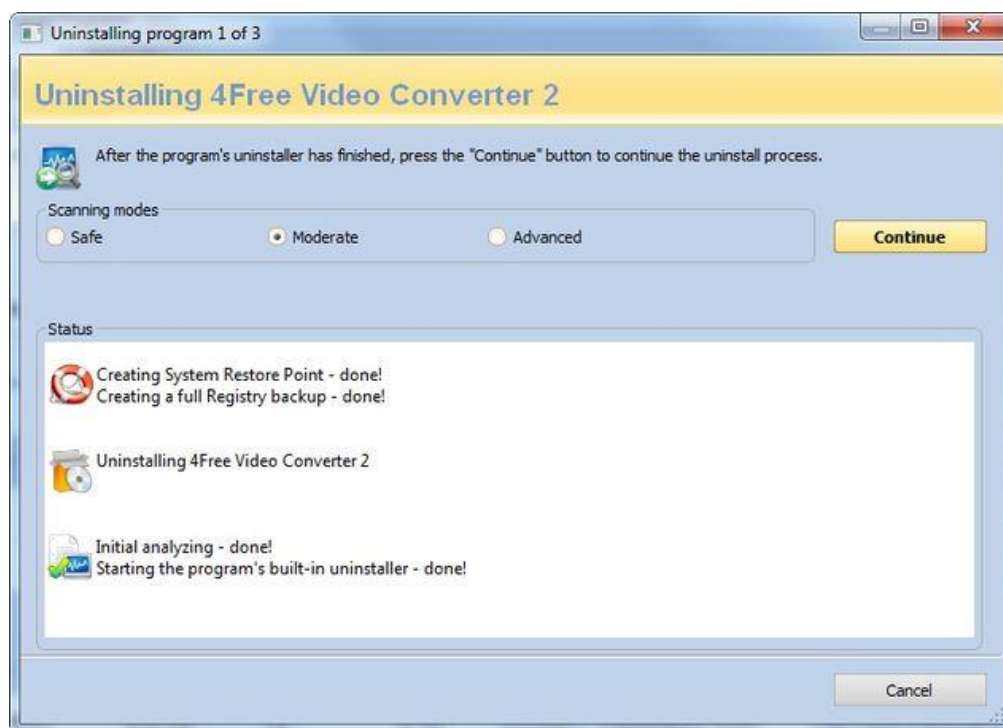 Uninstalling program 1 of 3
Uninstalling 4Free Video Converter 2
After the program's uninstaller has finished, press the "Continue" button to continue the uninstall process.
Scanning modes
Safe
Moderate
Advanced
Continue
Status
Creating System Restore Point - done!
Creating a full Registry backup - done!
Uninstalling 4Free Video Converter 2
Initial analyzing - done!
Starting the program's built-in uninstaller - done!
Cancel